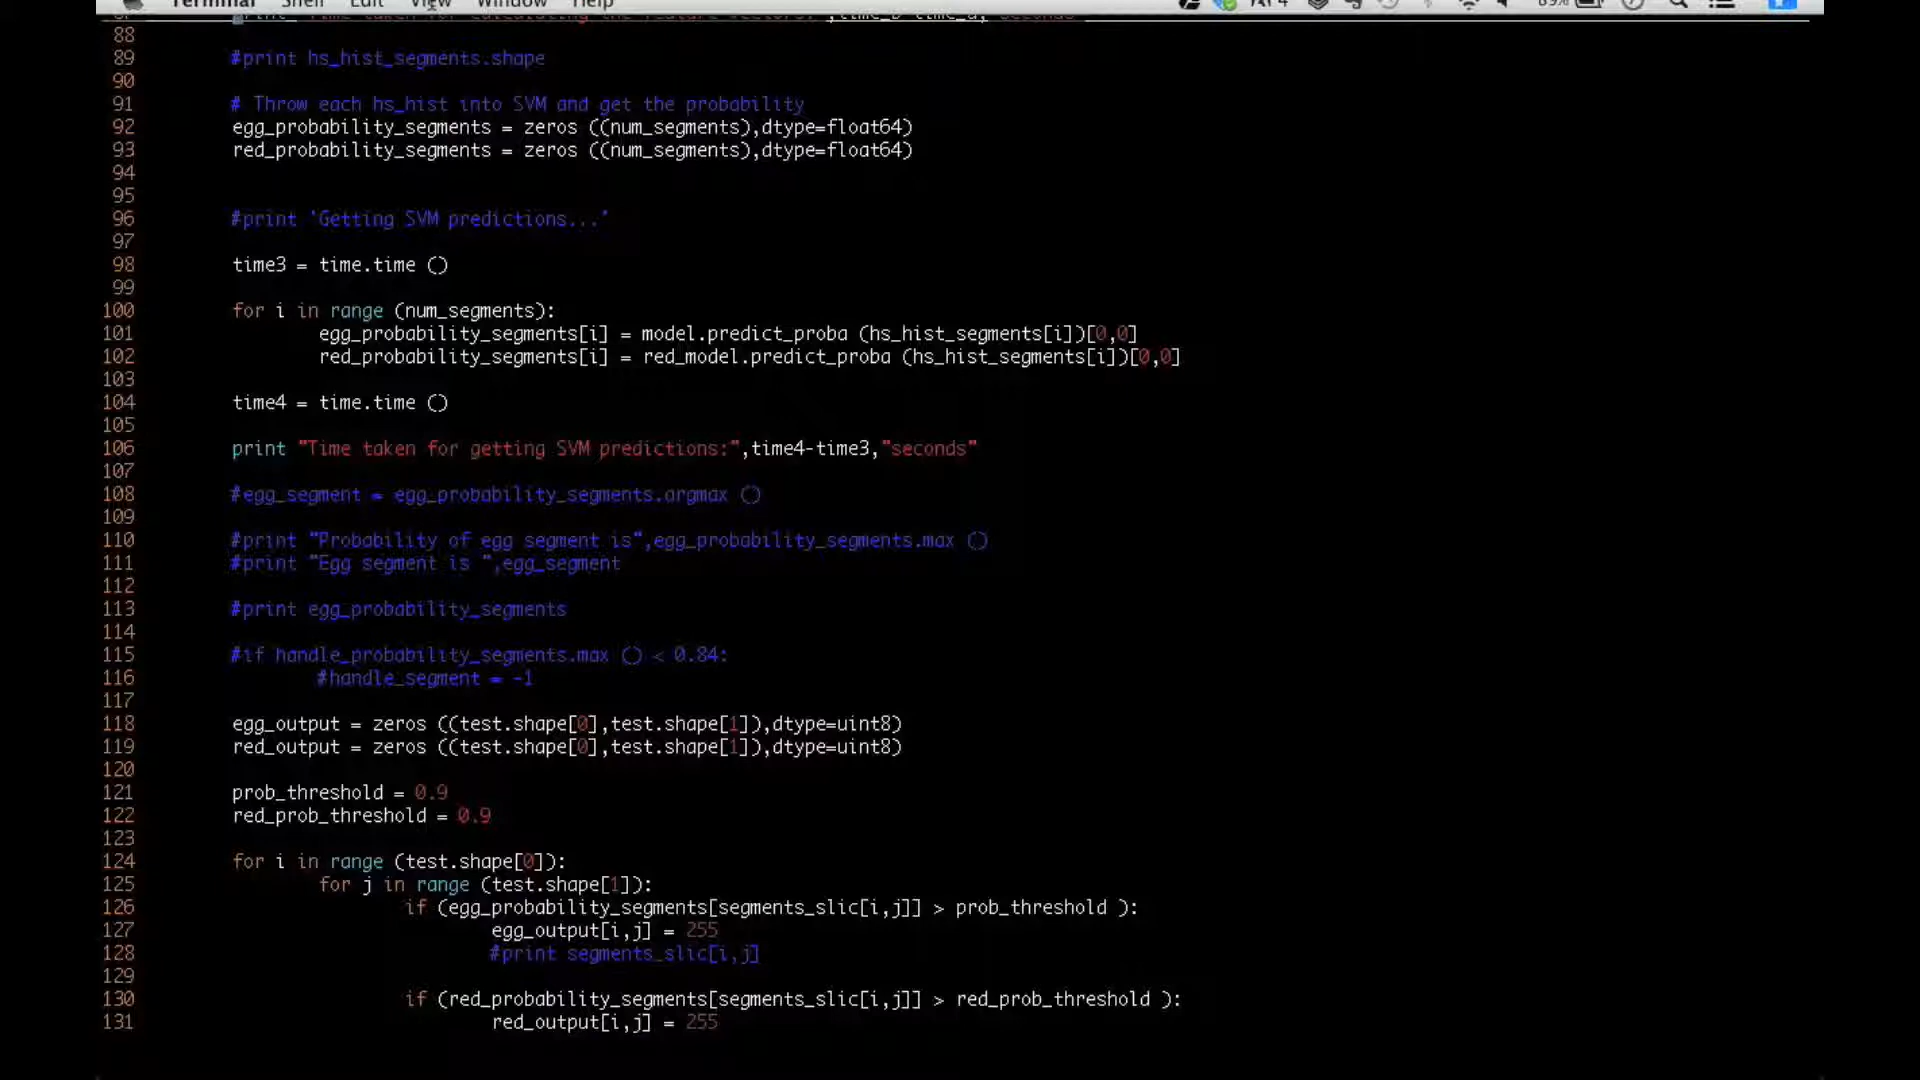 Terminal Shell Edit View Window Help 89%
88
89 #print hs_hist_segments.shape
90
91 # Throw each hs_hist into SVM and get the probability
92 egg_probability_segments = zeros ((num_segments),dtype=float64)
93 red_probability_segments = zeros ((num_segments),dtype=float64)
94
95
96 #print 'Getting SVM predictions...'
97
98 time3 = time.time ()
99
100 for i in range (num_segments):
101 egg_probability_segments[i] = model.predict_proba (hs_hist_segments[i])[0,0]
102 red_probability_segments[i] = red_model.predict_proba (hs_hist_segments[i])[0,0]
103
104 time4 = time.time ()
105
106 print "Time taken for getting SVM predictions:",time4-time3,"seconds"
107
108 #egg_segment = egg_probability_segments.argmax ()
109
110 #print "Probability of egg segment is",egg_probability_segments.max ()
111 #print "Egg segment is ",egg_segment
112
113 #print egg_probability_segments
114
115 #if handle_probability_segments.max () < 0.84:
116 #handle_segment = -1
117
118 egg_output = zeros ((test.shape[0],test.shape[1]),dtype=uint8)
119 red_output = zeros ((test.shape[0],test.shape[1]),dtype=uint8)
120
121 prob_threshold = 0.9
122 red_prob_threshold = 0.9
123
124 for i in range (test.shape[0]):
125 for j in range (test.shape[1]):
126 if (egg_probability_segments[segments_slic[i,j]] > prob_threshold ):
127 egg_output[i,j] = 255
128 #print segments_slic[i,j]
129
130 if (red_probability_segments[segments_slic[i,j]] > red_prob_threshold ):
131 red_output[i,j] = 255